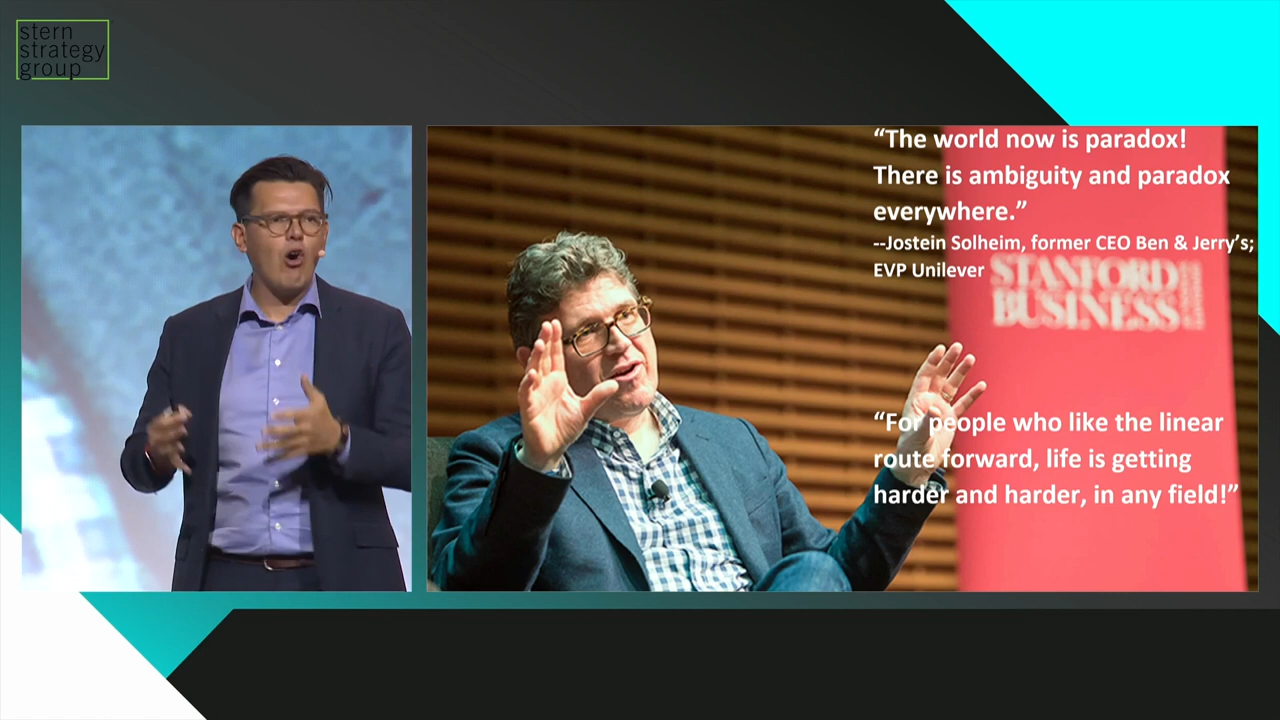 stern
strategy
group
“The world now is paradox!
There is ambiguity and paradox
everywhere.”
--Jostein Solheim, former CEO Ben & Jerry’s;
EVP Unilever
STANFORD
BUSINESS
“For people who like the linear
route forward, life is getting
harder and harder, in any field!”